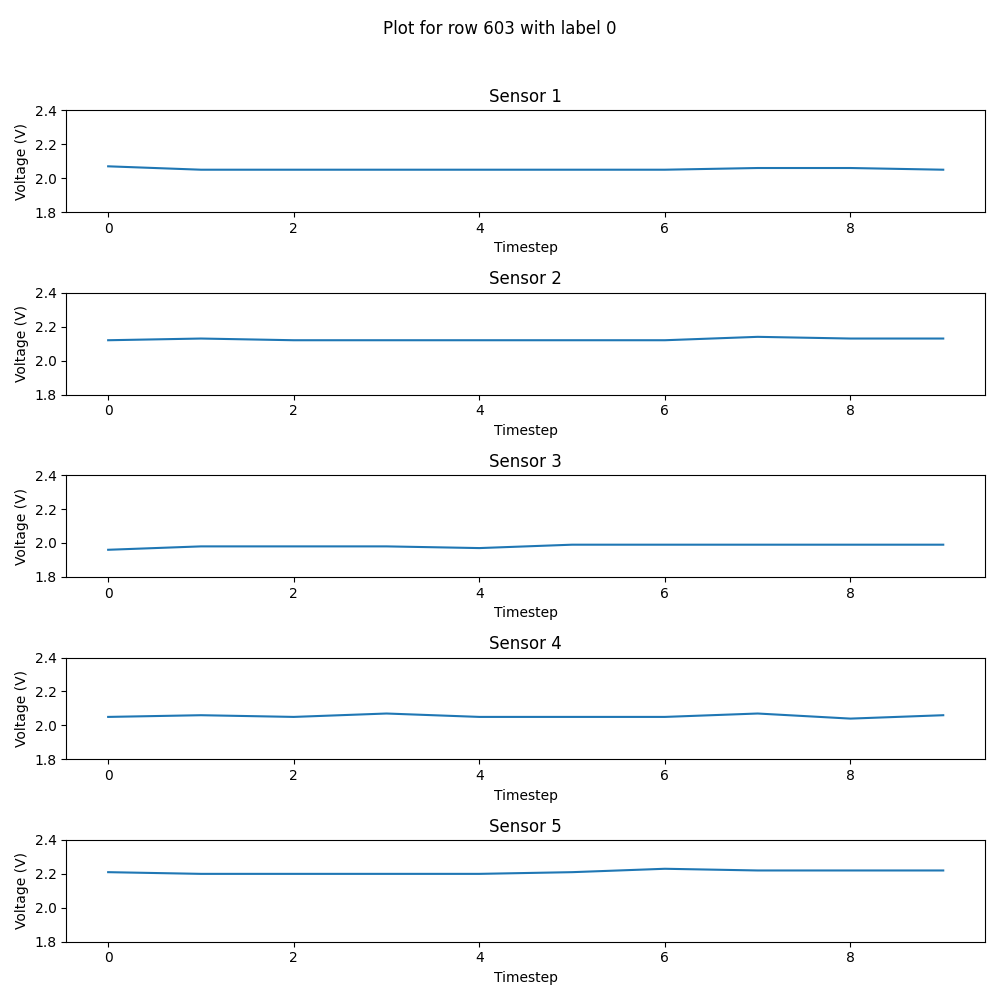 Plot for row 603 with label 0
Sensor 1
Voltage (V)
2.4
2.2
2.0
1.8
0 2 4 6 8
Timestep
Sensor 2
Voltage (V)
2.4
2.2
2.0
1.8
0 2 4 6 8
Timestep
Sensor 3
Voltage (V)
2.4
2.2
2.0
1.8
0 2 4 6 8
Timestep
Sensor 4
Voltage (V)
2.4
2.2
2.0
1.8
0 2 4 6 8
Timestep
Sensor 5
Voltage (V)
2.4
2.2
2.0
1.8
0 2 4 6 8
Timestep